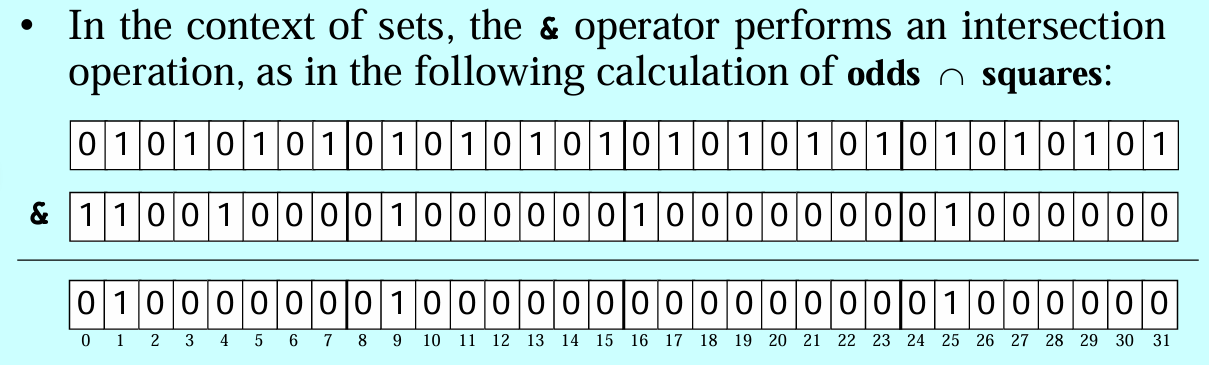 • In the context of sets, the & operator performs an intersection
operation, as in the following calculation of odds ∩ squares:
0 1 0 1 0 1 0 1 0 1 0 1 0 1 0 1 0 1 0 1 0 1 0 1 0 1 0 1 0 1 0 1
& 1 1 0 0 1 0 0 0 0 1 0 0 0 0 0 0 1 0 0 0 0 0 0 0 0 1 0 0 0 0 0 0
0 1 0 0 0 0 0 0 0 1 0 0 0 0 0 0 0 0 0 0 0 0 0 0 0 1 0 0 0 0 0 0
0 1 2 3 4 5 6 7 8 9 10 11 12 13 14 15 16 17 18 19 20 21 22 23 24 25 26 27 28 29 30 31